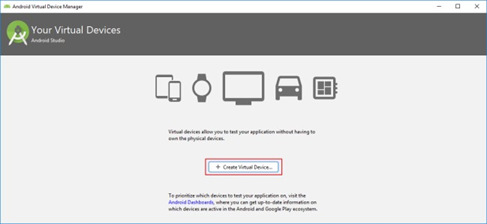 Android Virtual Device Manager
Your Virtual Devices
Android Studio
Virtual devices allow you to test your application without having to
own the physical devices.
+ Create Virtual Device...
To prioritize which devices to test your application on, visit the
Android Dashboards, where you can get up-to-date information on
which devices are active in the Android and Google Play ecosystem.